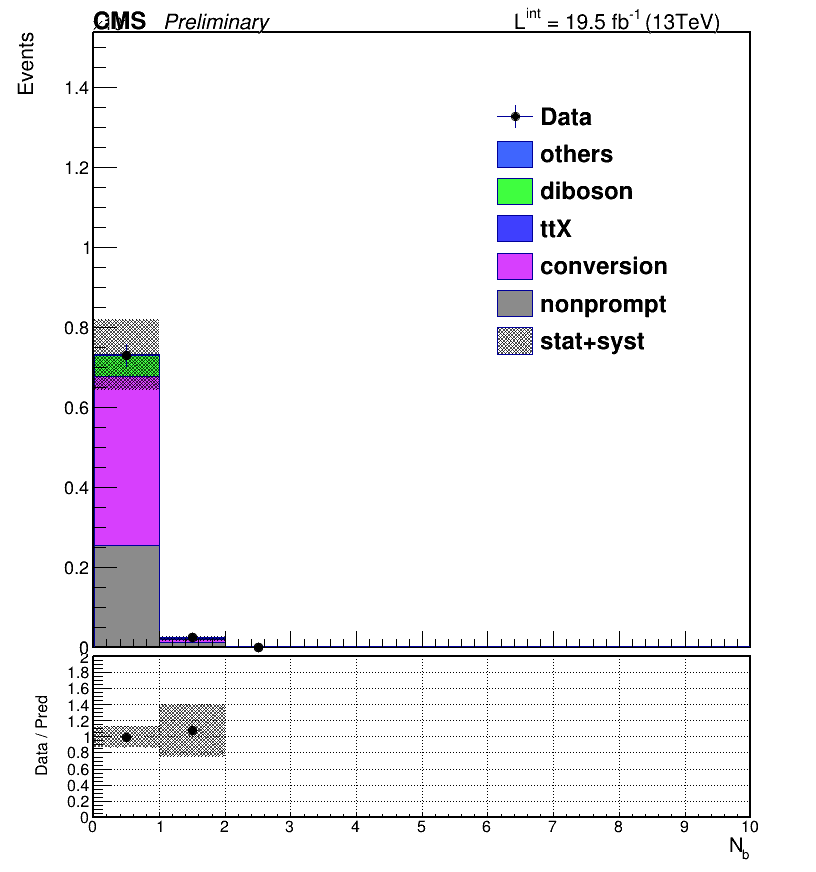 CMS Preliminary
L^int = 19.5 fb^-1 (13TeV)
Events
1.4
1.2
1
0.8
0.6
0.4
0.2
0
Data
others
diboson
ttX
conversion
nonprompt
stat+syst
Data / Pred
2
1.8
1.6
1.4
1.2
1
0.8
0.6
0.4
0.2
0
0 1 2 3 4 5 6 7 8 9 10
N_b